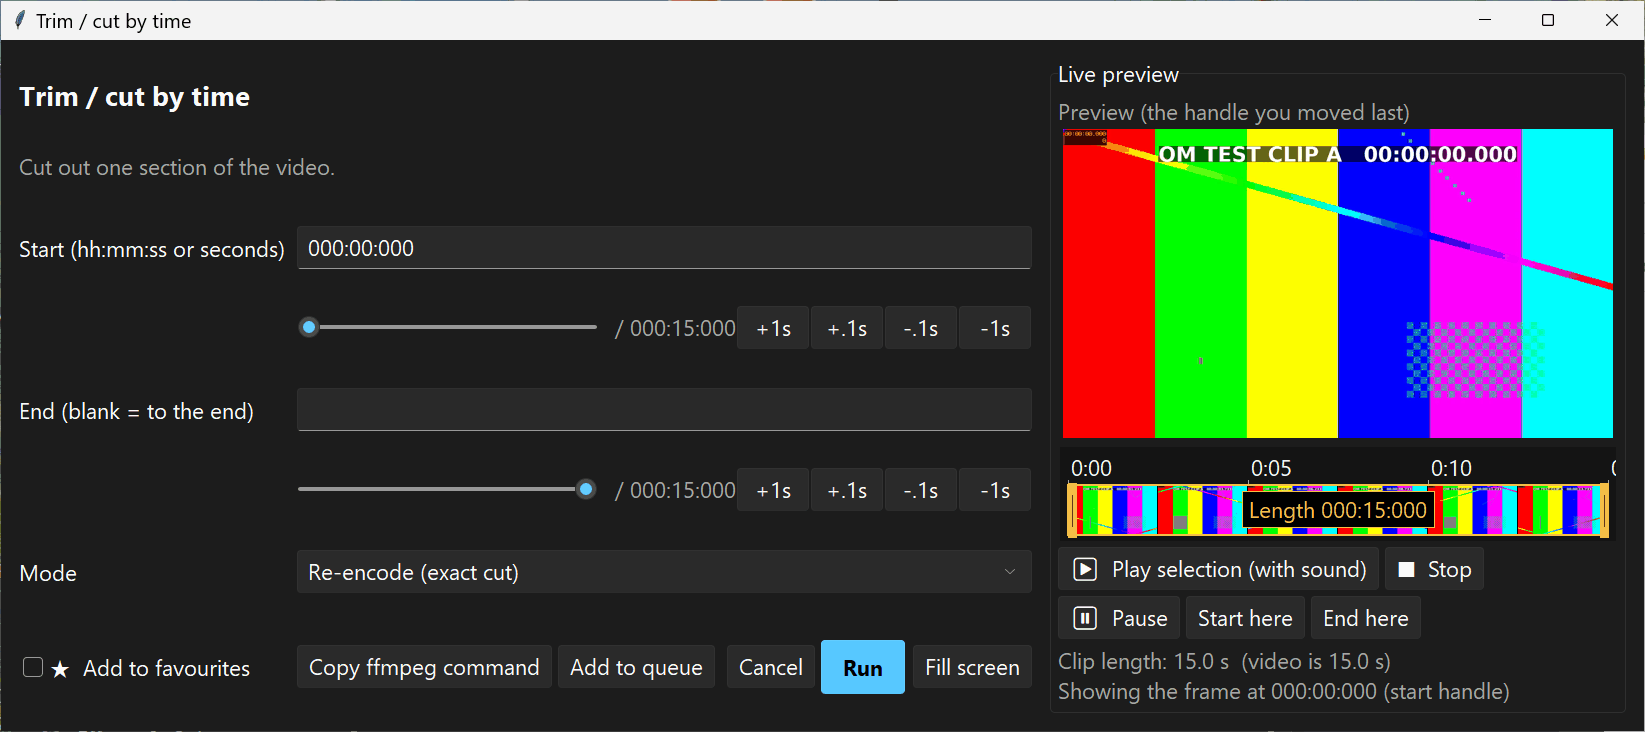 Trim / cut by time
Trim / cut by time
Cut out one section of the video.
Start (hh:mm:ss or seconds) 000:00:000
/ 000:15:000 +1s +.1s -.1s -1s
End (blank = to the end)
/ 000:15:000 +1s +.1s -.1s -1s
Mode Re-encode (exact cut)
★ Add to favourites Copy ffmpeg command Add to queue Cancel Run Fill screen
Live preview
Preview (the handle you moved last)
00:00:00.000
OM TEST CLIP A 00:00:00.000
0:00 0:05 0:10
Length 000:15:000
Play selection (with sound) Stop
Pause Start here End here
Clip length: 15.0 s (video is 15.0 s)
Showing the frame at 000:00:000 (start handle)